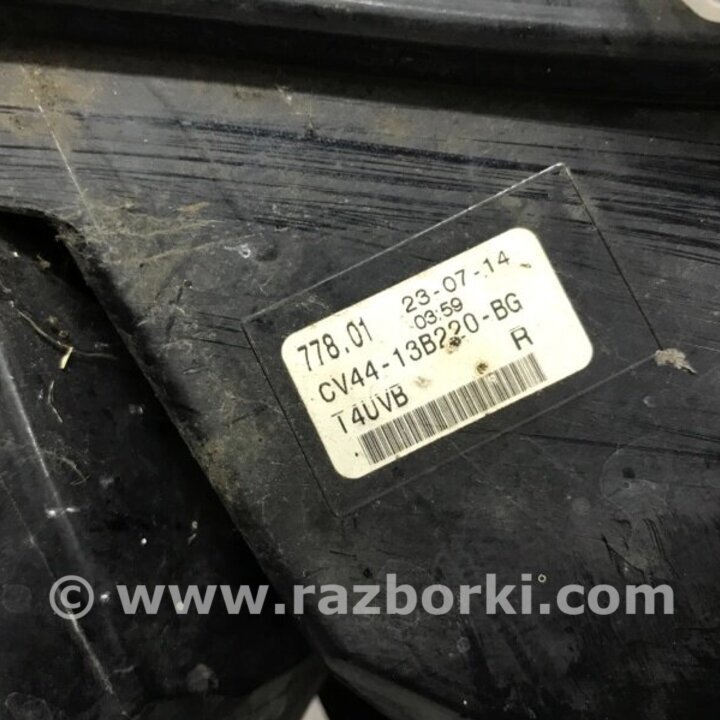 778.01 23-07-14
03:59
CV44-13B220-BG
T4UVB R
© www.razborki.com